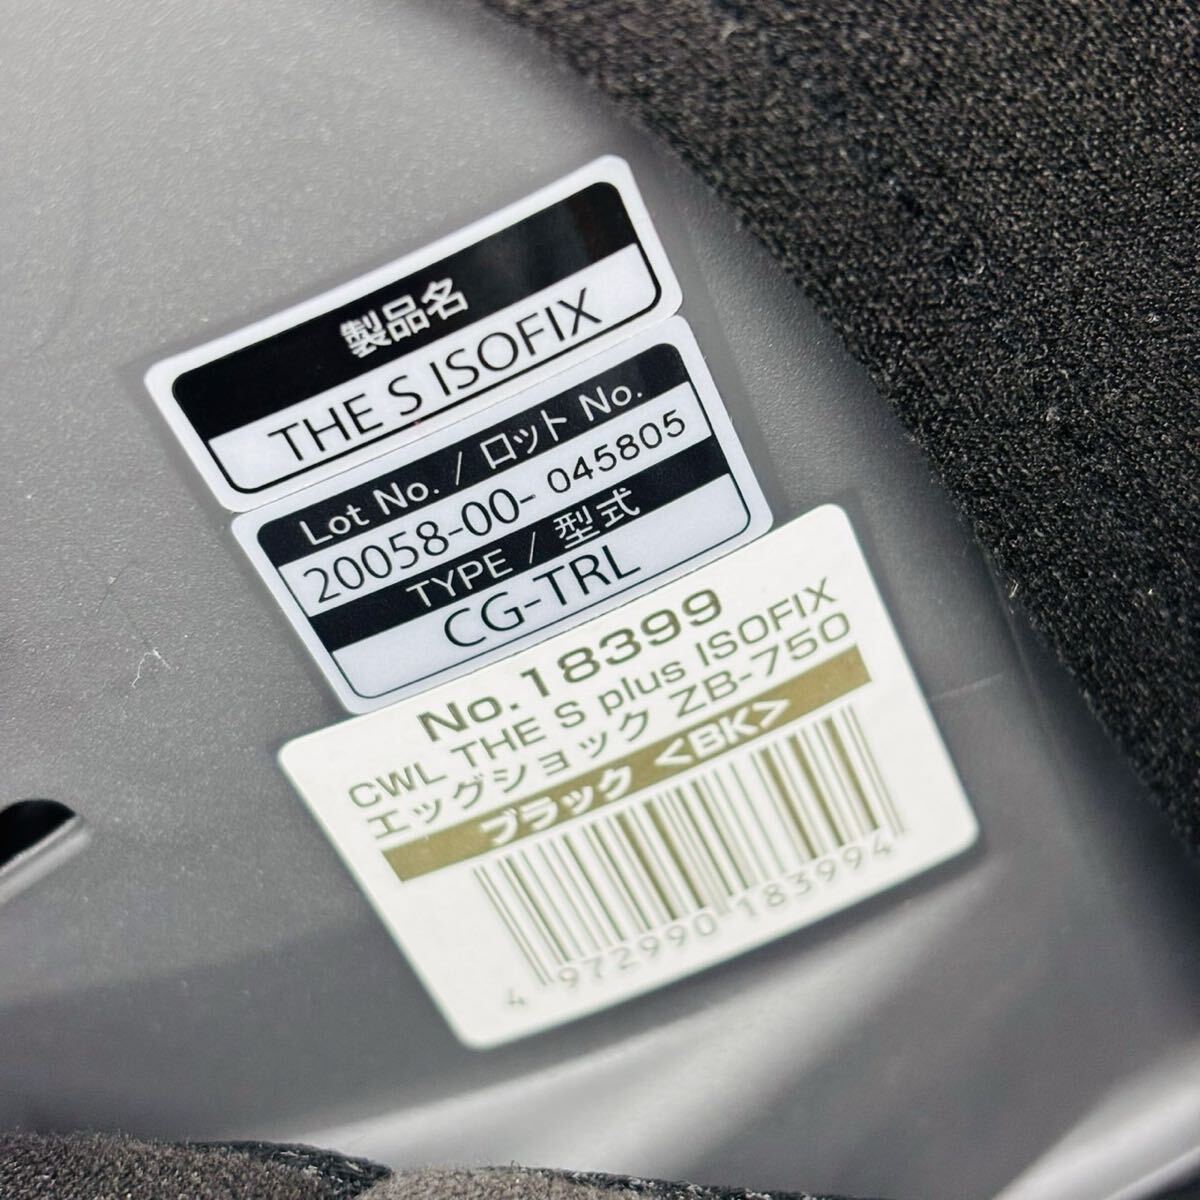 製品名
THE S ISOFIX
Lot No. / ロット No.
20058-00- 045805
TYPE / 型式
CG-TRL
No.18399
CWL THE S plus ISOFIX
エッグショック ZB-750
ブラック <BK>
4 972990 183994